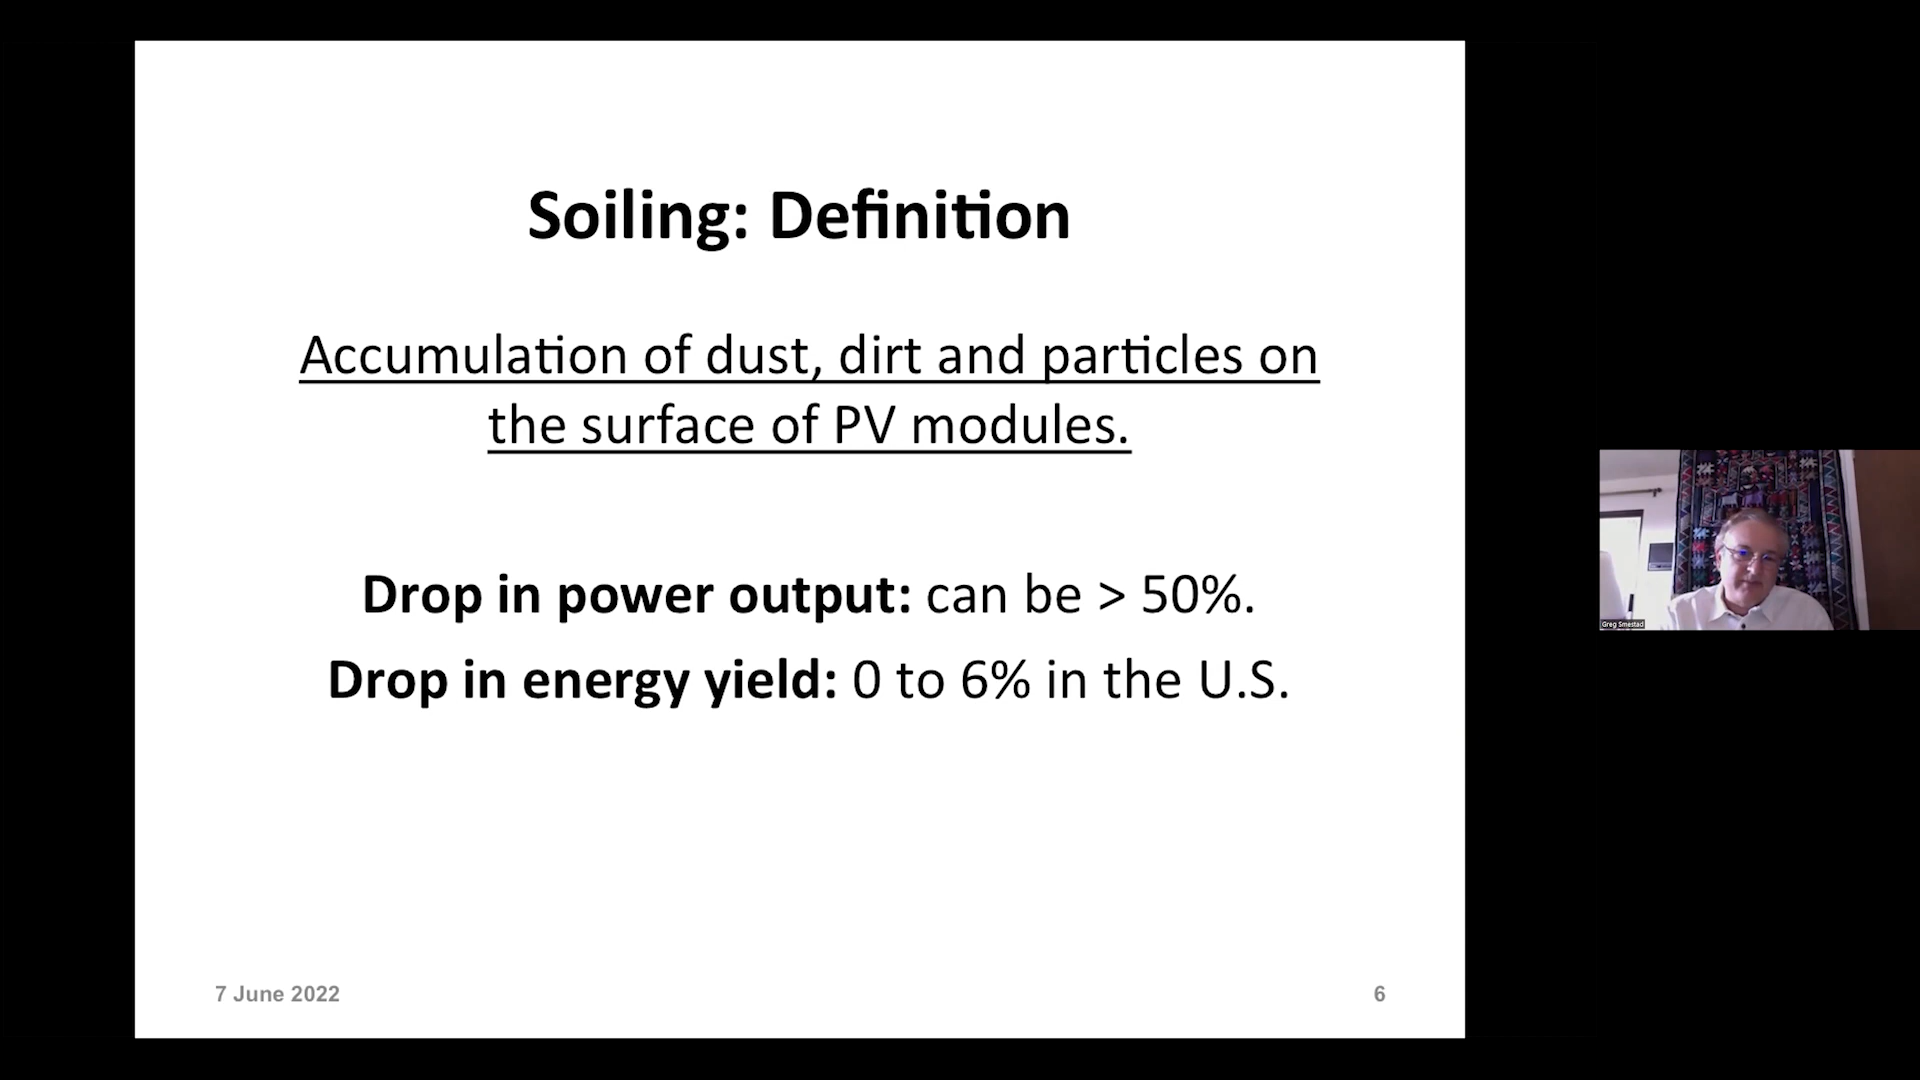 Soiling: Definition
Accumulation of dust, dirt and particles on
the surface of PV modules.
Drop in power output: can be > 50%.
Drop in energy yield: 0 to 6% in the U.S.
7 June 2022
6
Greg Smestad